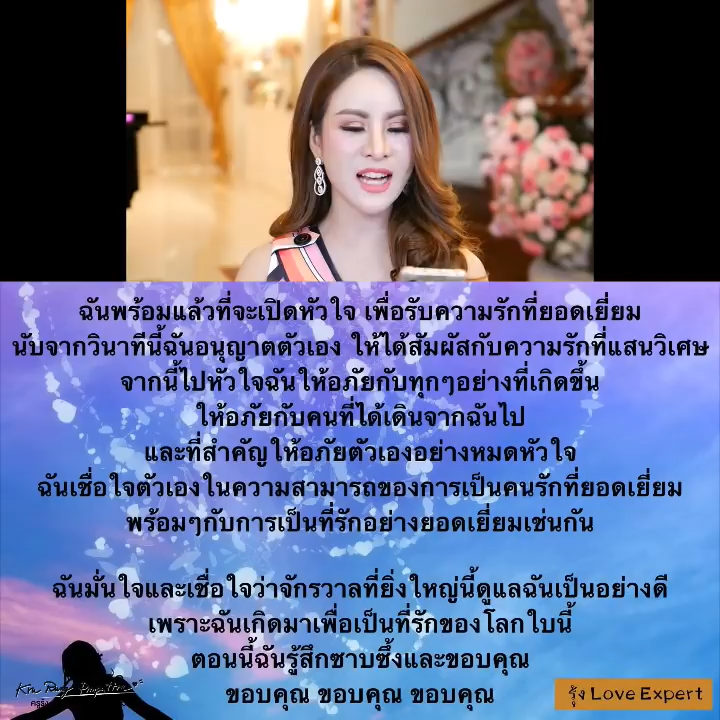 ฉันพร้อมแล้วที่จะเปิดหัวใจ เพื่อรับความรักที่ยอดเยี่ยม
นับจากวินาทีนี้ฉันอนุญาตตัวเอง ให้ได้สัมผัสกับความรักที่แสนวิเศษ
จากนี้ไปหัวใจฉันให้อภัยกับทุกๆอย่างที่เกิดขึ้น
ให้อภัยกับคนที่ได้เดินจากฉันไป
และที่สำคัญให้อภัยตัวเองอย่างหมดหัวใจ
ฉันเชื่อใจตัวเองในความสามารถของการเป็นคนรักที่ยอดเยี่ยม
พร้อมๆกับการเป็นที่รักอย่างยอดเยี่ยมเช่นกัน
ฉันมั่นใจและเชื่อใจว่าจักรวาลที่ยิ่งใหญ่นี้ดูแลฉันเป็นอย่างดี
เพราะฉันเกิดมาเพื่อเป็นที่รักของโลกใบนี้
ตอนนี้ฉันรู้สึกซาบซึ้งและขอบคุณ
ขอบคุณ ขอบคุณ ขอบคุณ
ครูรุ้ง
รุ้ง Love Expert